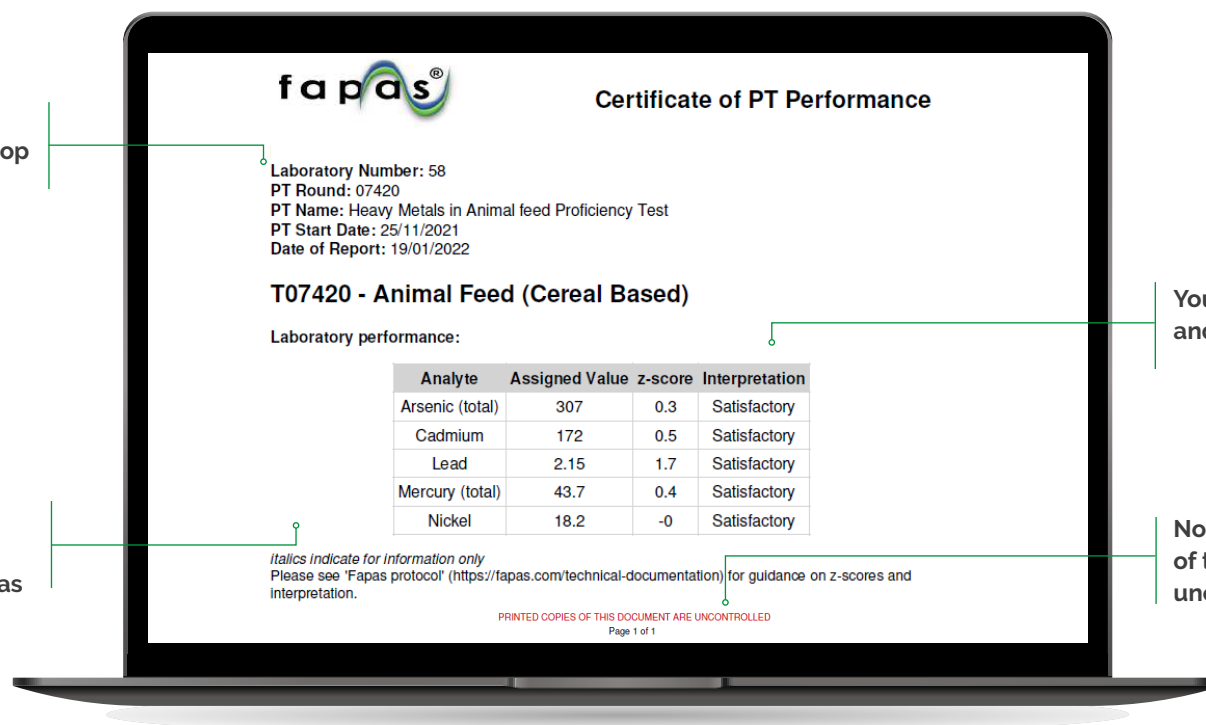 fapas®
Certificate of PT Performance
op
Laboratory Number: 58
PT Round: 07420
PT Name: Heavy Metals in Animal feed Proficiency Test
PT Start Date: 25/11/2021
Date of Report: 19/01/2022
T07420 - Animal Feed (Cereal Based)
You
and
Laboratory performance:
Analyte Assigned Value z-score Interpretation
Arsenic (total) 307 0.3 Satisfactory
Cadmium 172 0.5 Satisfactory
Lead 2.15 1.7 Satisfactory
Mercury (total) 43.7 0.4 Satisfactory
Nickel 18.2 -0 Satisfactory
italics indicate for information only
Please see 'Fapas protocol' (https://fapas.com/technical-documentation) for guidance on z-scores and
interpretation.
as
No
of t
und
PRINTED COPIES OF THIS DOCUMENT ARE UNCONTROLLED
Page 1 of 1